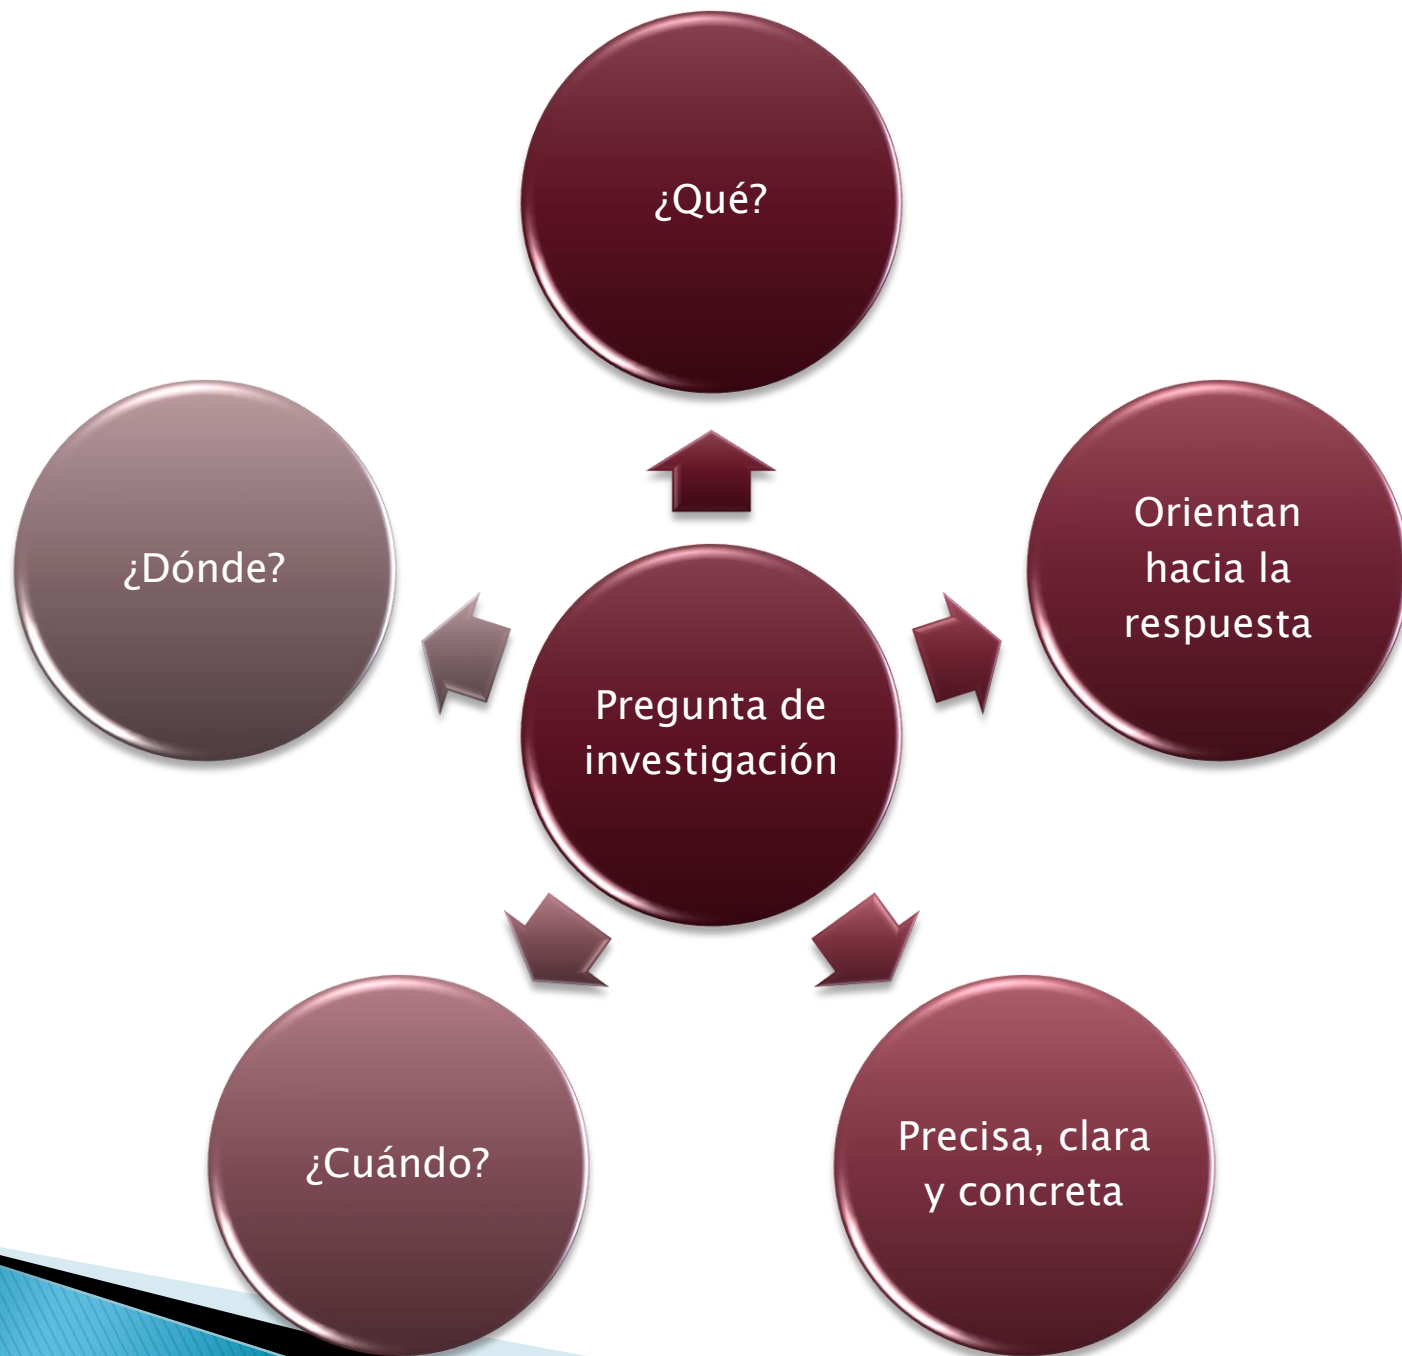 ¿Qué?
Orientan
hacia la
respuesta
¿Dónde?
Pregunta de
investigación
Precisa, clara
y concreta
¿Cuándo?